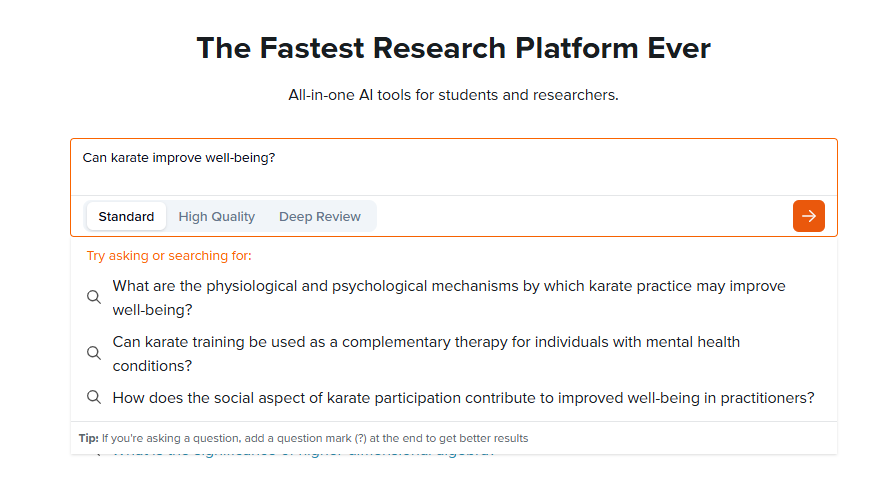 The Fastest Research Platform Ever
All-in-one AI tools for students and researchers.
Can karate improve well-being?
Standard High Quality Deep Review
Try asking or searching for:
What are the physiological and psychological mechanisms by which karate practice may improve
well-being?
Can karate training be used as a complementary therapy for individuals with mental health
conditions?
How does the social aspect of karate participation contribute to improved well-being in practitioners?
Tip: If you're asking a question, add a question mark (?) at the end to get better results